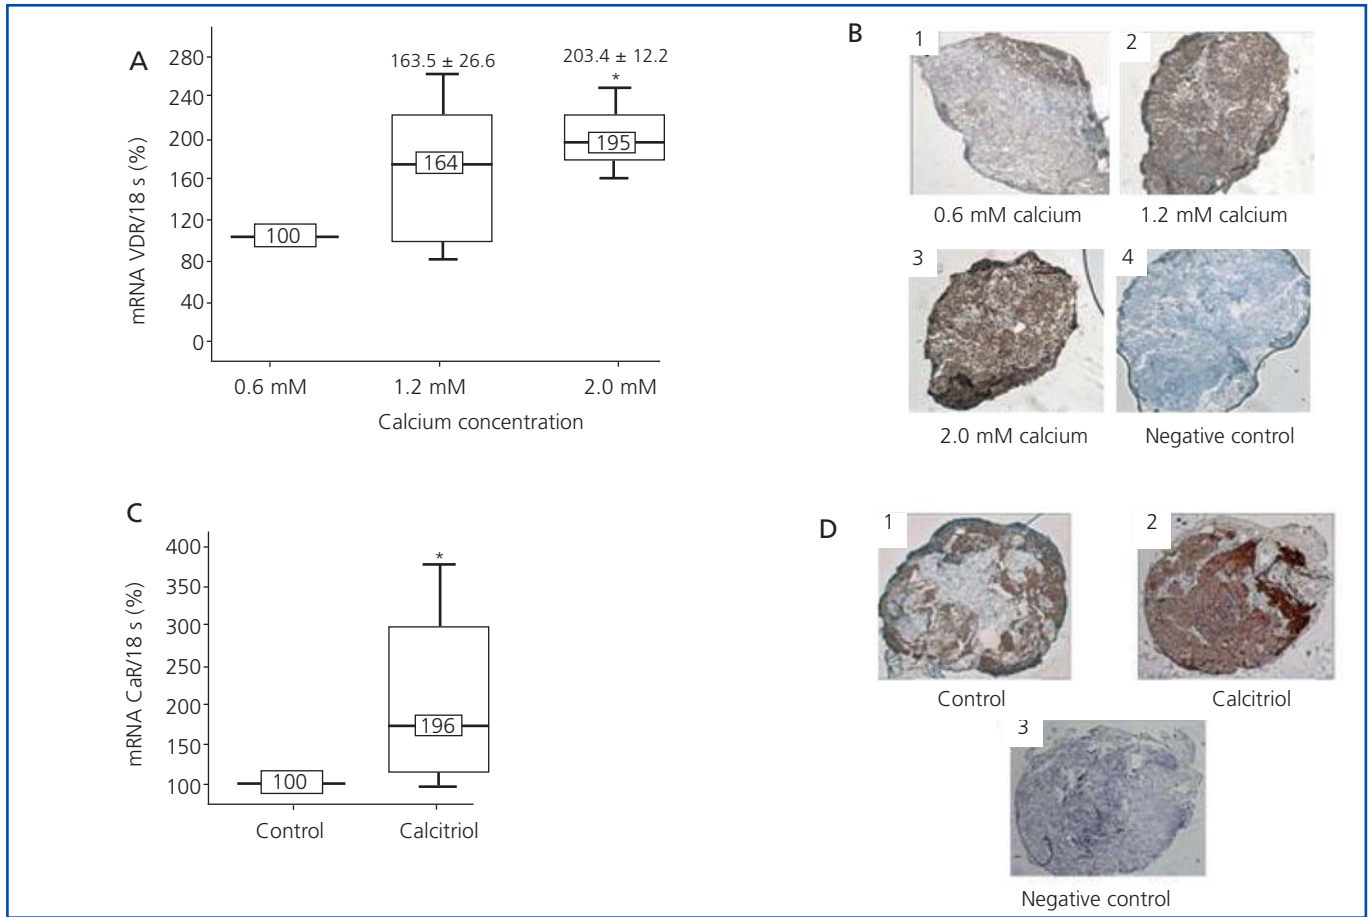 A
mRNA VDR/18 s (%)
280
240
200
160
120
80
40
0
163.5 ± 26.6
203.4 ± 12.2
*
100
164
195
0.6 mM
1.2 mM
2.0 mM
Calcium concentration
B
1
2
0.6 mM calcium
1.2 mM calcium
3
4
2.0 mM calcium
Negative control
C
mRNA CaR/18 s (%)
400
350
300
250
200
150
100
*
100
196
Control
Calcitriol
D
1
2
Control
Calcitriol
3
Negative control